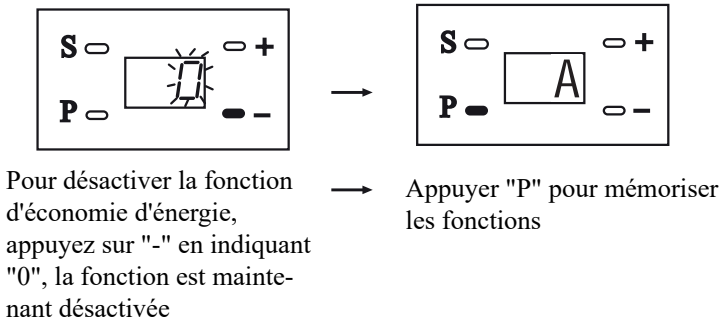 S + S +
0 A
P - P -
Pour désactiver la fonction
d'économie d'énergie,
appuyez sur "-" en indiquant
"0", la fonction est mainte-
nant désactivée
Appuyer "P" pour mémoriser
les fonctions